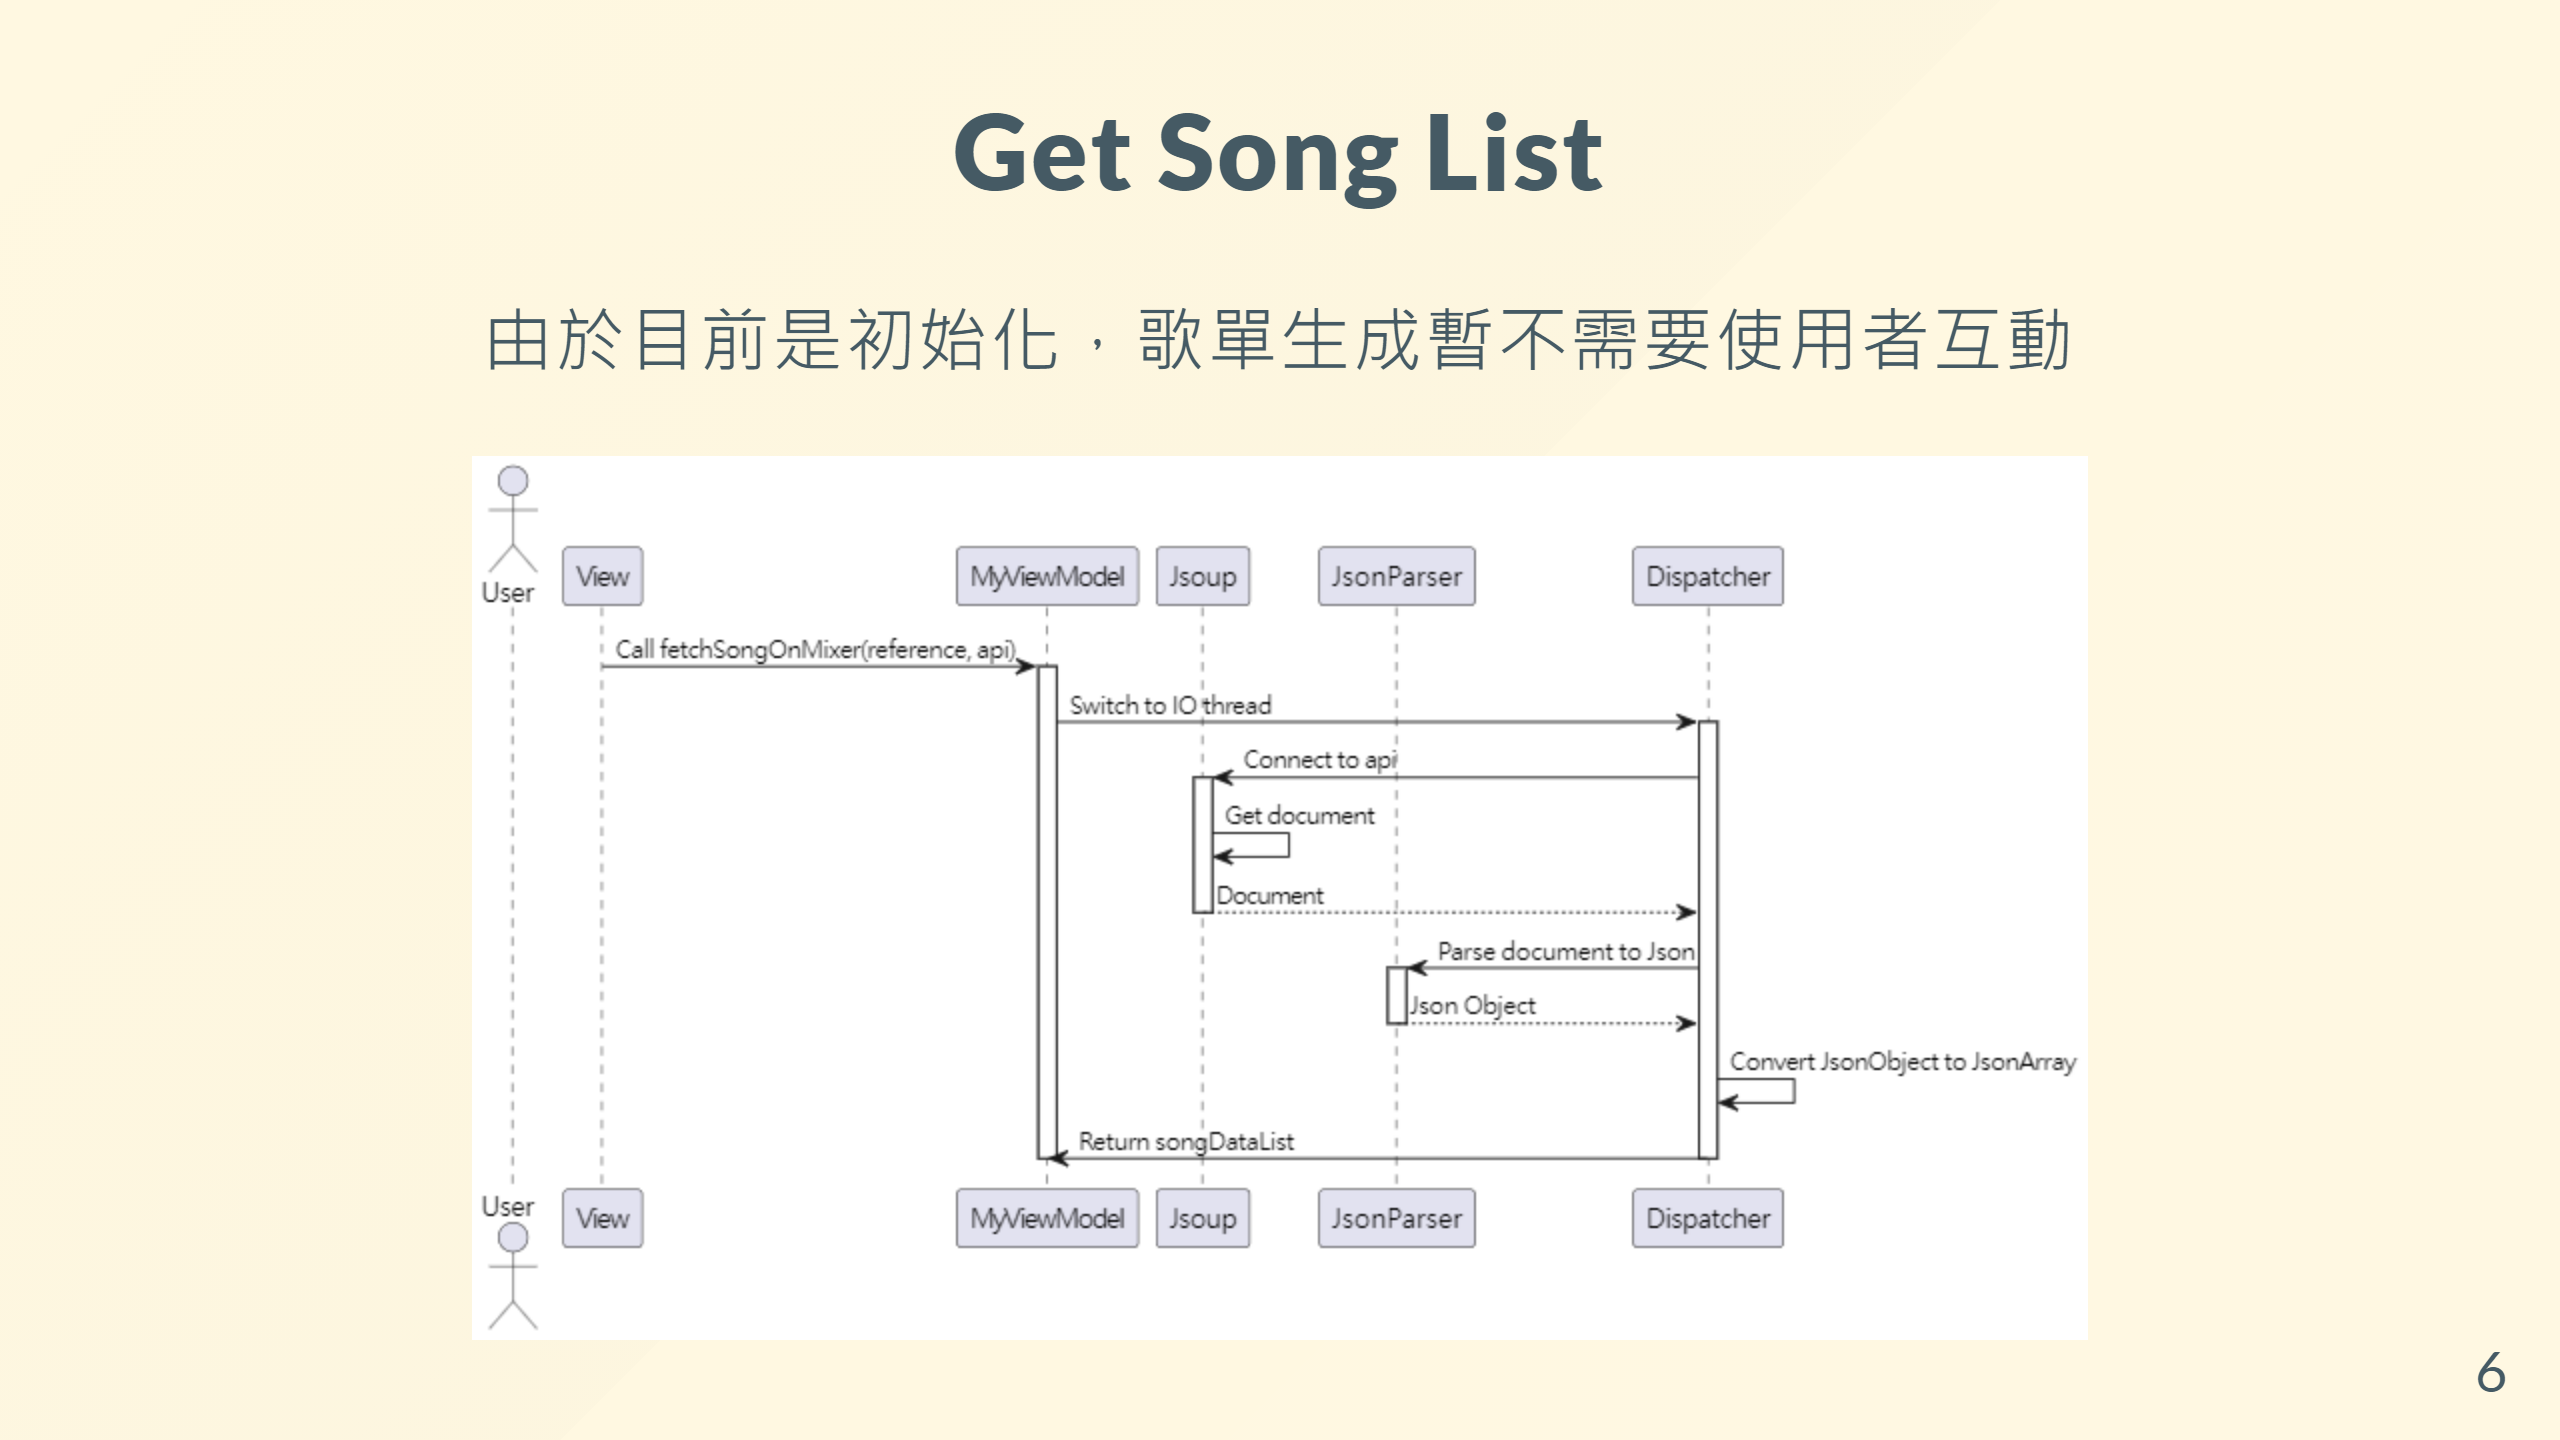 Get Song List
由於目前是初始化，歌單生成暫不需要使用者互動
User
View
MyViewModel
Jsoup
JsonParser
Dispatcher
Call fetchSongOnMixer(reference, api)
Switch to IO thread
Connect to api
Get document
Document
Parse document to Json
Json Object
Convert JsonObject to JsonArray
Return songDataList
User
View
MyViewModel
Jsoup
JsonParser
Dispatcher
6